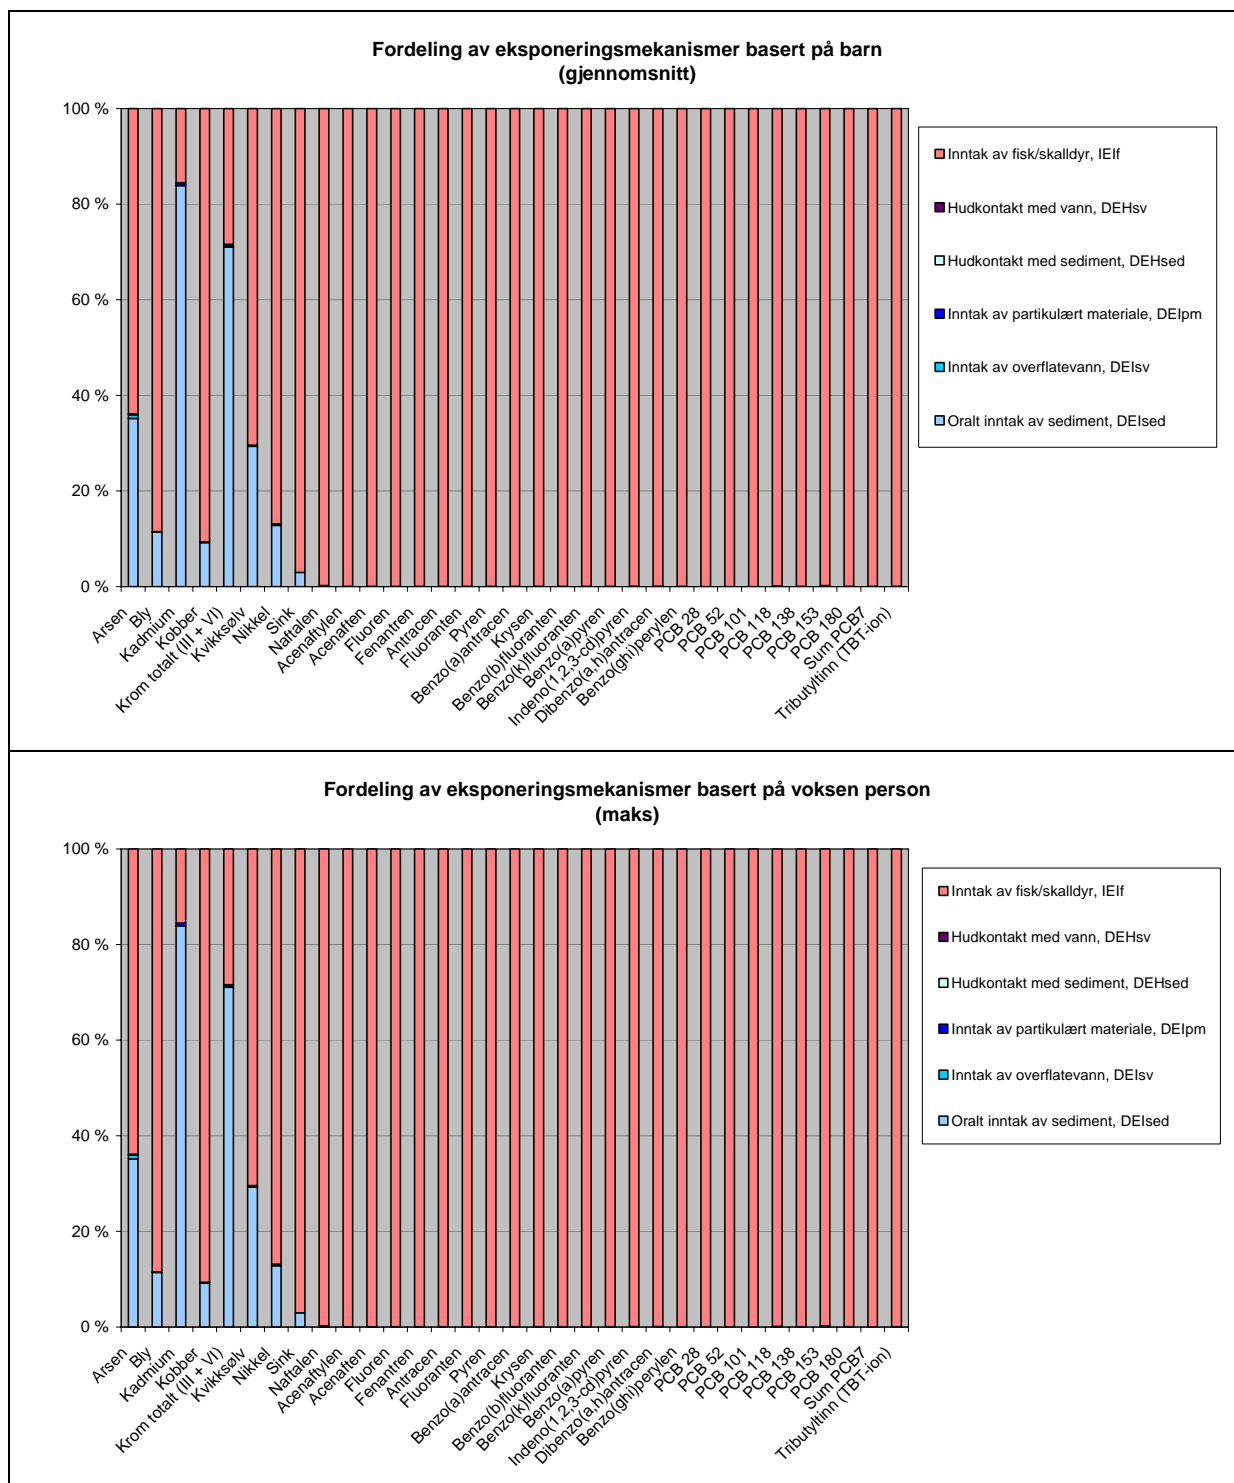 Fordeling av eksponeringsmekanismer basert på barn
(gjennomsnitt)
100 %
80 %
60 %
40 %
20 %
0 %
Arsen
Bly
Kadmium
Kobber
Krom totalt (III + VI)
Kvikksølv
Nikkel
Sink
Naftalen
Acenaftylen
Acenaften
Fluoren
Fenantren
Antracen
Fluoranten
Pyren
Benzo(a)antracen
Krysen
Benzo(b)fluoranten
Benzo(k)fluoranten
Benzo(a)pyren
Indeno(1,2,3-cd)pyren
Dibenzo(a,h)antracen
Benzo(ghi)perylen
PCB 28
PCB 52
PCB 101
PCB 118
PCB 138
PCB 153
PCB 180
Sum PCB7
Tributyltinn (TBT-ion)
Inntak av fisk/skalldyr, IEIf
Hudkontakt med vann, DEHsv
Hudkontakt med sediment, DEHsed
Inntak av partikulært materiale, DEIpm
Inntak av overflatevann, DEIsv
Oralt inntak av sediment, DEIsed
Fordeling av eksponeringsmekanismer basert på voksen person
(maks)
100 %
80 %
60 %
40 %
20 %
0 %
Arsen
Bly
Kadmium
Kobber
Krom totalt (III + VI)
Kvikksølv
Nikkel
Sink
Naftalen
Acenaftylen
Acenaften
Fluoren
Fenantren
Antracen
Fluoranten
Pyren
Benzo(a)antracen
Krysen
Benzo(b)fluoranten
Benzo(k)fluoranten
Benzo(a)pyren
Indeno(1,2,3-cd)pyren
Dibenzo(a,h)antracen
Benzo(ghi)perylen
PCB 28
PCB 52
PCB 101
PCB 118
PCB 138
PCB 153
PCB 180
Sum PCB7
Tributyltinn (TBT-ion)
Inntak av fisk/skalldyr, IEIf
Hudkontakt med vann, DEHsv
Hudkontakt med sediment, DEHsed
Inntak av partikulært materiale, DEIpm
Inntak av overflatevann, DEIsv
Oralt inntak av sediment, DEIsed